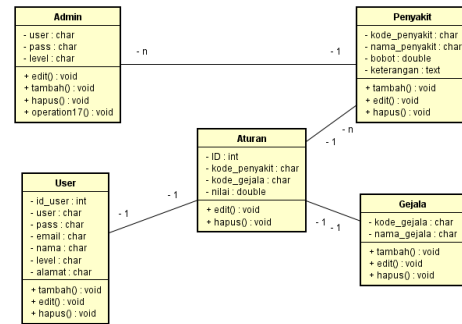 Admin
- user : char
- pass : char
- level : char
+ edit() : void
+ tambah() : void
+ hapus() : void
+ operation17() : void
- n
- 1
Penyakit
- kode_penyakit : char
- nama_penyakit : char
- bobot : double
- keterangan : text
+ tambah() : void
+ edit() : void
+ hapus() : void
- n
- 1
Aturan
- ID : int
- kode_penyakit : char
- kode_gejala : char
- nilai : double
+ edit() : void
+ hapus() : void
User
- id_user : int
- user : char
- pass : char
- email : char
- nama : char
- level : char
- alamat : char
+ tambah() : void
+ edit() : void
+ hapus() : void
- 1
- 1
- 1
- 1
Gejala
- kode_gejala : char
- nama_gejala : char
+ tambah() : void
+ edit() : void
+ hapus() : void